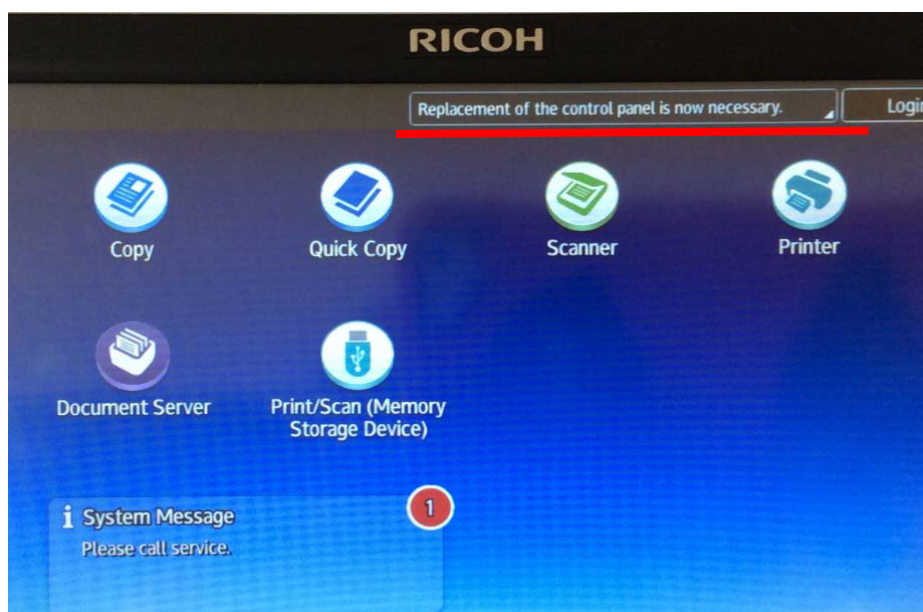 RICOH
Replacement of the control panel is now necessary.
Login
Copy
Quick Copy
Scanner
Printer
Document Server
Print/Scan (Memory
Storage Device)
1
i System Message
Please call service.